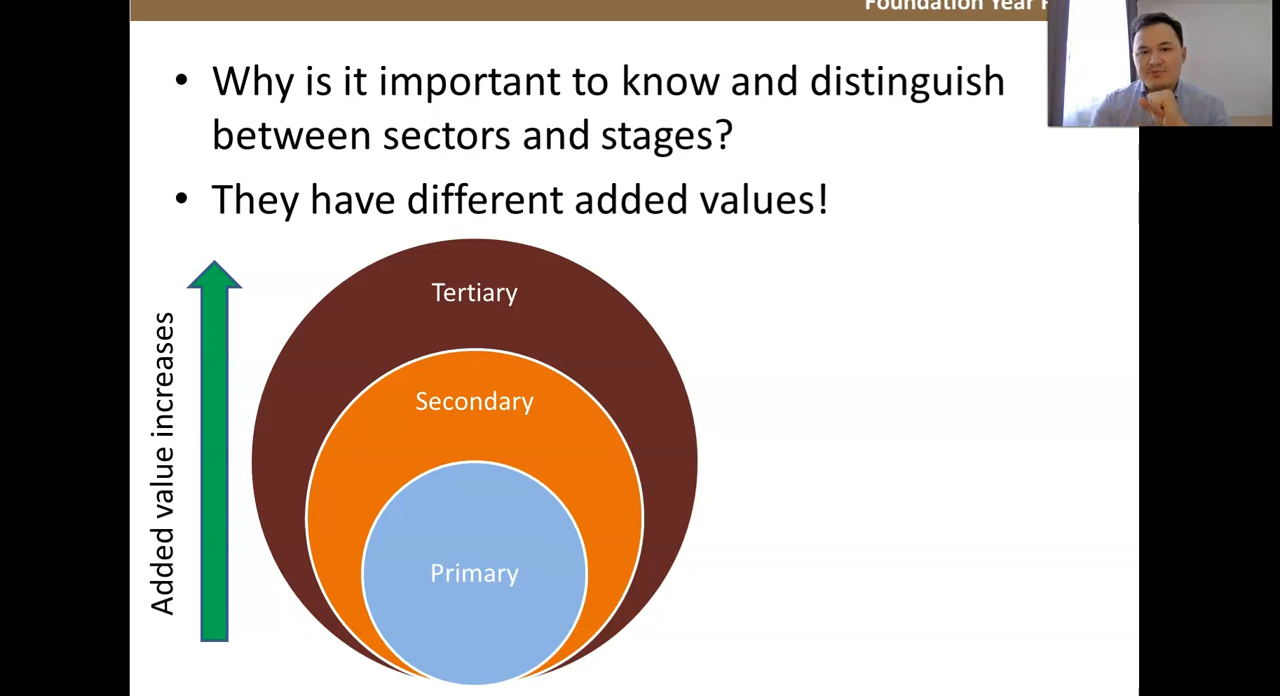 Foundation Year
• Why is it important to know and distinguish
between sectors and stages?
• They have different added values!
Added value increases
Tertiary
Secondary
Primary